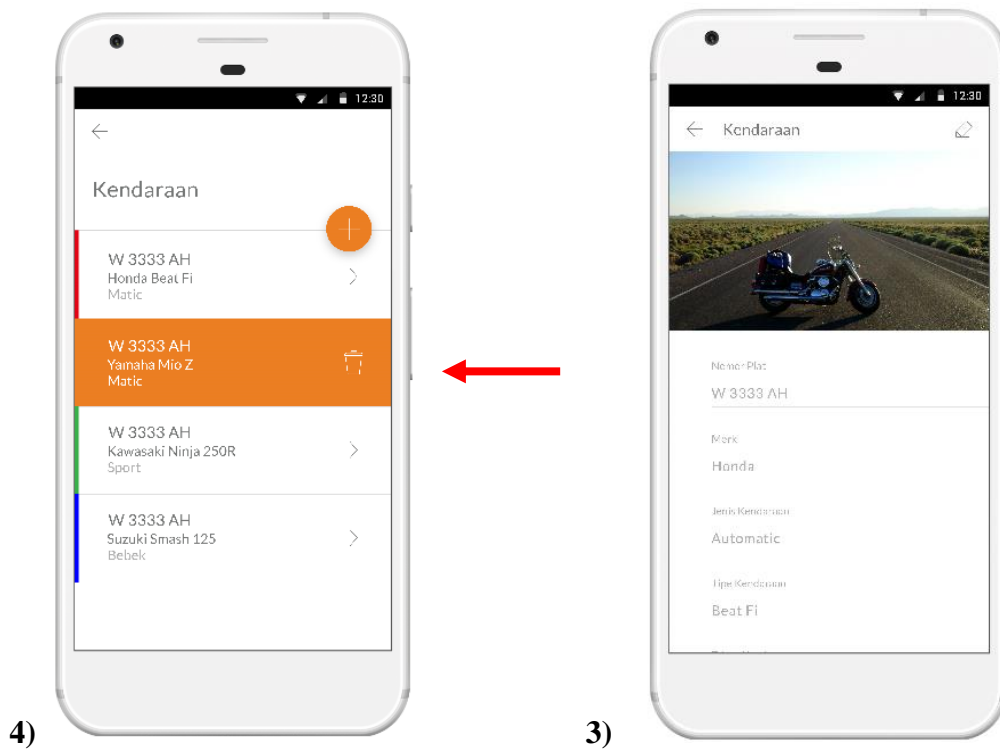 12:30
Kendaraan
W 3333 AH
Honda Beat Fi
Matic
W 3333 AH
Yamaha Mio Z
Matic
W 3333 AH
Kawasaki Ninja 250R
Sport
W 3333 AH
Suzuki Smash 125
Bebek
4)
12:30
Kendaraan
Nomer Plat
W 3333 AH
Merk
Honda
Jenis Kendaraan
Automatic
Tipe Kendaraan
Beat Fi
3)